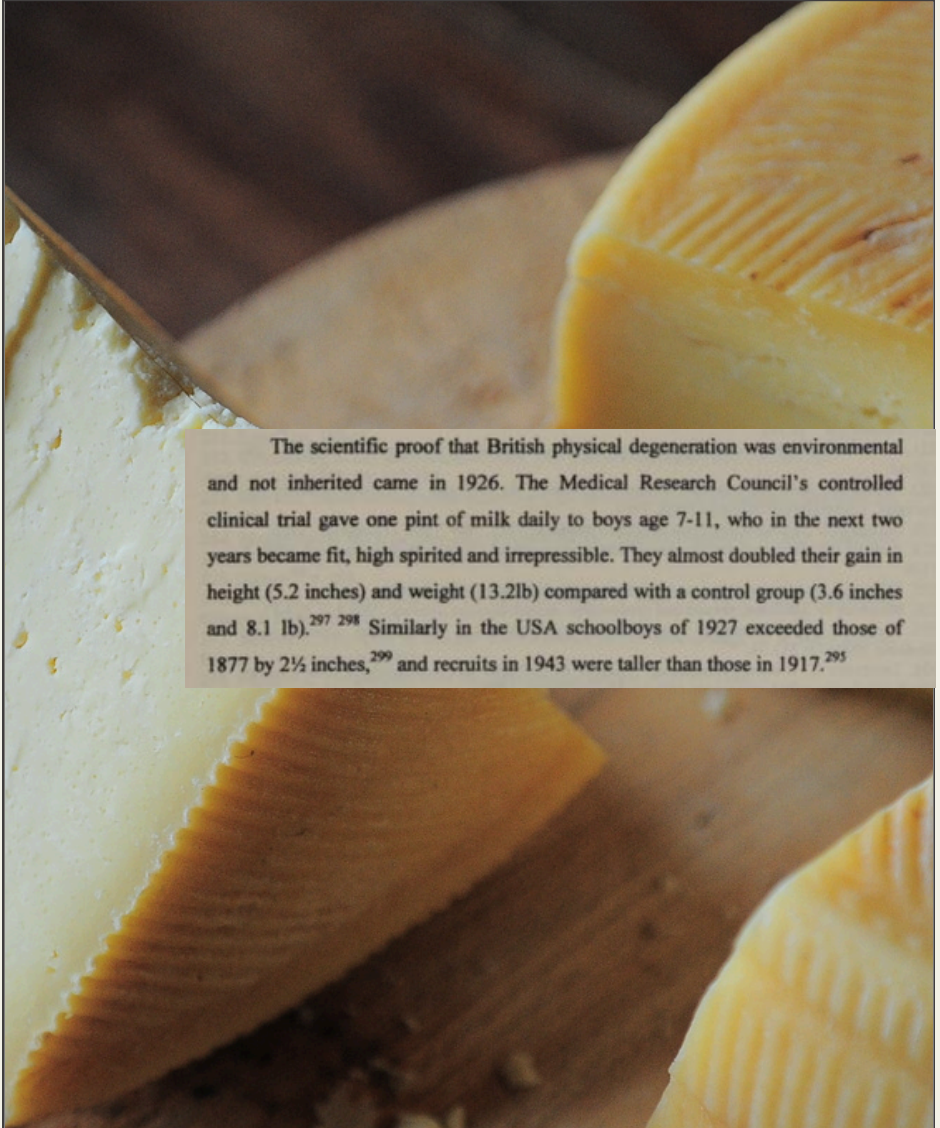 The scientific proof that British physical degeneration was environmental
and not inherited came in 1926. The Medical Research Council's controlled
clinical trial gave one pint of milk daily to boys age 7-11, who in the next two
years became fit, high spirited and irrepressible. They almost doubled their gain in
height (5.2 inches) and weight (13.2lb) compared with a control group (3.6 inches
and 8.1 lb).²⁹⁷ ²⁹⁸ Similarly in the USA schoolboys of 1927 exceeded those of
1877 by 2½ inches,²⁹⁹ and recruits in 1943 were taller than those in 1917.²⁹⁵